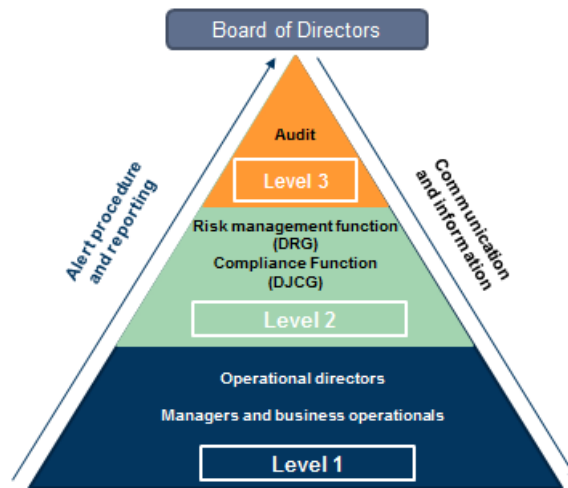 Board of Directors
Alert procedure
and reporting
Communication
and information
Audit
Level 3
Risk management function
(DRG)
Compliance Function
(DJCG)
Level 2
Operational directors
Managers and business operationals
Level 1